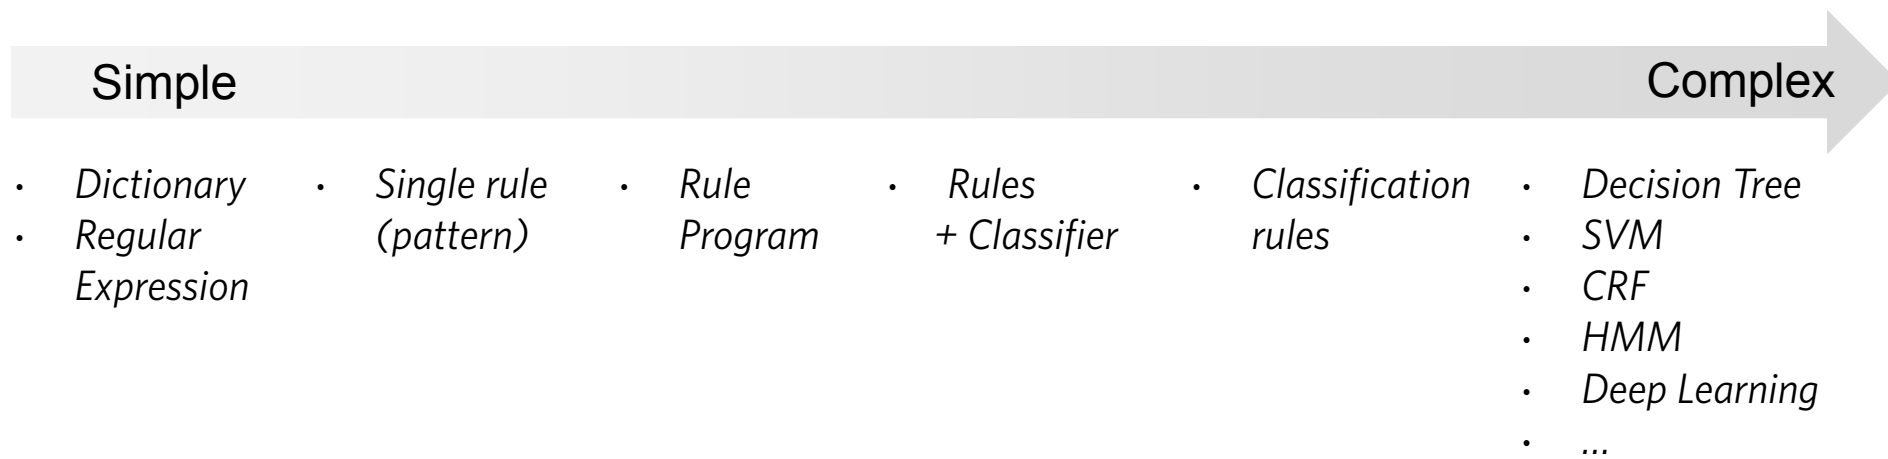 Simple
Complex
· Dictionary
· Regular
Expression
· Single rule
(pattern)
· Rule
Program
· Rules
+ Classifier
· Classification
rules
· Decision Tree
· SVM
· CRF
· HMM
· Deep Learning
· ...